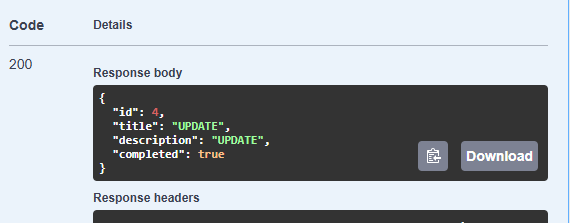 Code Details
200
Response body
{
  "id": 4,
  "title": "UPDATE",
  "description": "UPDATE",
  "completed": true
}
Download
Response headers